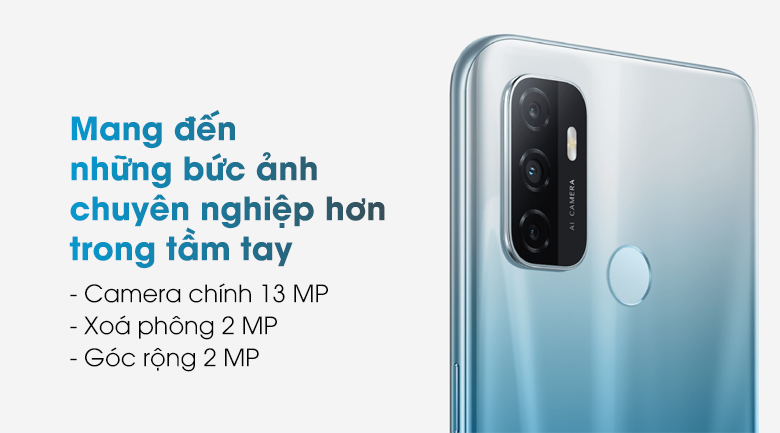 Mang đến
những bức ảnh
chuyên nghiệp hơn
trong tầm tay
- Camera chính 13 MP
- Xoá phông 2 MP
- Góc rộng 2 MP
AI CAMERA